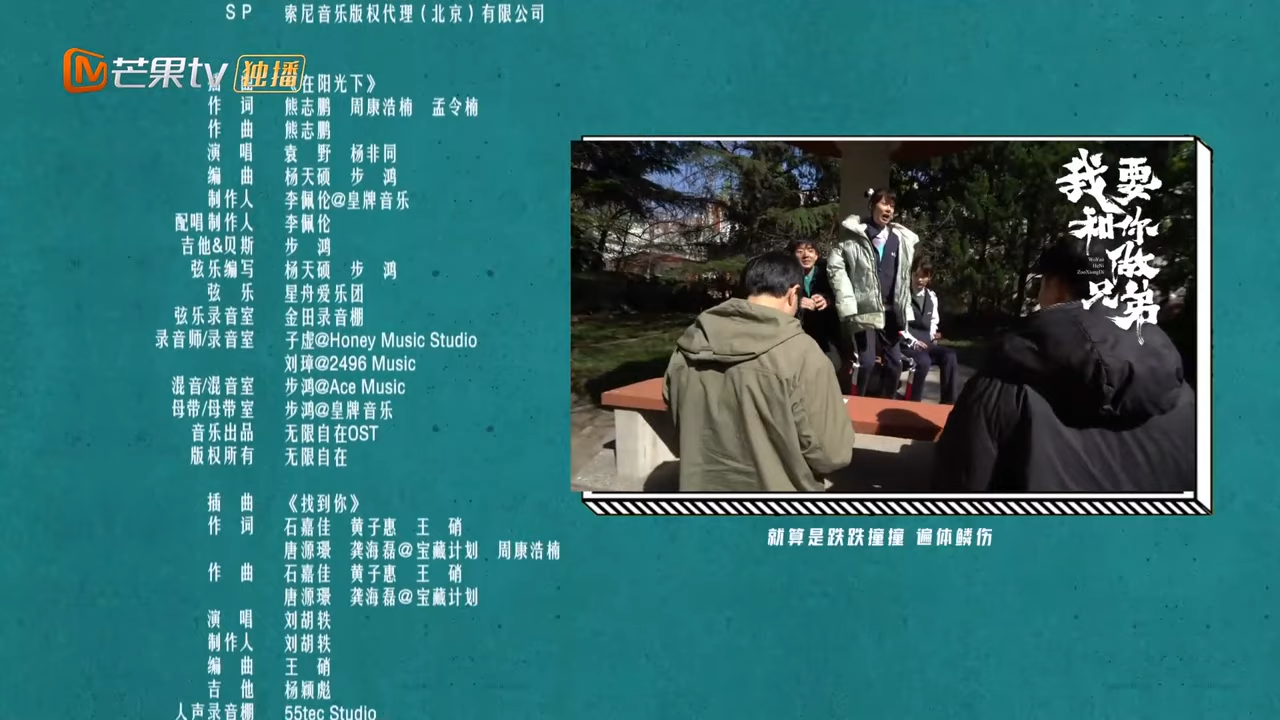 SP 索尼音乐版权代理（北京）有限公司
芒果tv 独播
插 曲 《在阳光下》
作 词 熊志鹏 周康浩楠 孟令楠
作 曲 熊志鹏
演 唱 袁 野 杨非同
编 曲 杨天硕 步 鸿
制作人 李佩伦@皇牌音乐
配唱制作人 李佩伦
吉他&贝斯 步 鸿
弦乐编写 杨天硕 步 鸿
弦 乐 星舟爱乐团
弦乐录音室 金田录音棚
录音师/录音室 子虚@Honey Music Studio
刘璋@2496 Music
混音/混音室 步鸿@Ace Music
母带/母带室 步鸿@皇牌音乐
音乐出品 无限自在OST
版权所有 无限自在
插 曲 《找到你》
作 词 石嘉佳 黄子惠 王 硝
唐源璟 龚海磊@宝藏计划 周康浩楠
作 曲 石嘉佳 黄子惠 王 硝
唐源璟 龚海磊@宝藏计划
演 唱 刘胡轶
制作人 刘胡轶
编 曲 王 硝
吉 他 杨颖彪
人声录音棚 55tec Studio
我要
和你
做
兄弟
WoYao
HeNi
ZuoXiongDi
就算是跌跌撞撞 遍体鳞伤